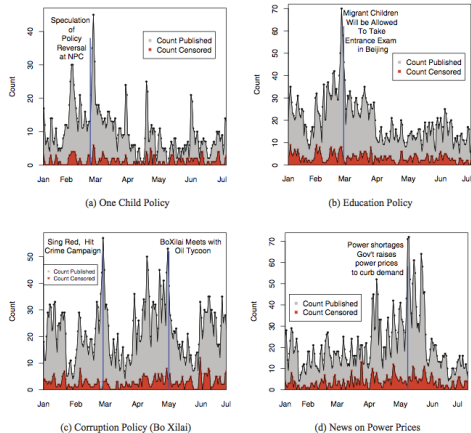 Speculation
of
Policy
Reversal
at NPC
Count Published
Count Censored
Count
0
10
20
30
40
Jan
Feb
Mar
Apr
May
Jun
Jul
(a) One Child Policy
Migrant Children
Will be Allowed
To Take
Entrance Exam
in Beijing
Count Published
Count Censored
Count
0
10
20
30
40
50
60
70
Jan
Feb
Mar
Apr
May
Jun
Jul
(b) Education Policy
Sing Red, Hit
Crime Campaign
BoXilai Meets with
Oil Tycoon
Count Published
Count Censored
Count
0
10
20
30
40
50
Jan
Feb
Mar
Apr
May
Jun
Jul
(c) Corruption Policy (Bo Xilai)
Power shortages
Gov't raises
power prices
to curb demand
Count Published
Count Censored
Count
0
10
20
30
40
50
60
70
Jan
Feb
Mar
Apr
May
Jun
Jul
(d) News on Power Prices